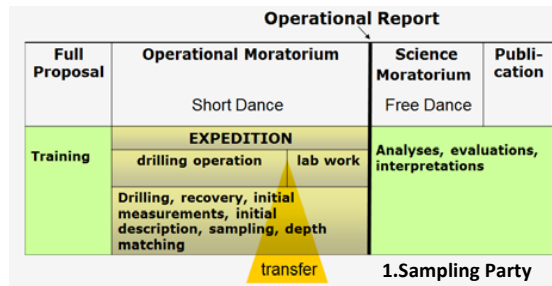 Operational Report
Full
Proposal
Operational Moratorium
Short Dance
Science
Moratorium
Free Dance
Publi-
cation
Training
EXPEDITION
drilling operation
lab work
Drilling, recovery, initial
measurements, initial
description, sampling, depth
matching
Analyses, evaluations,
interpretations
transfer
1.Sampling Party